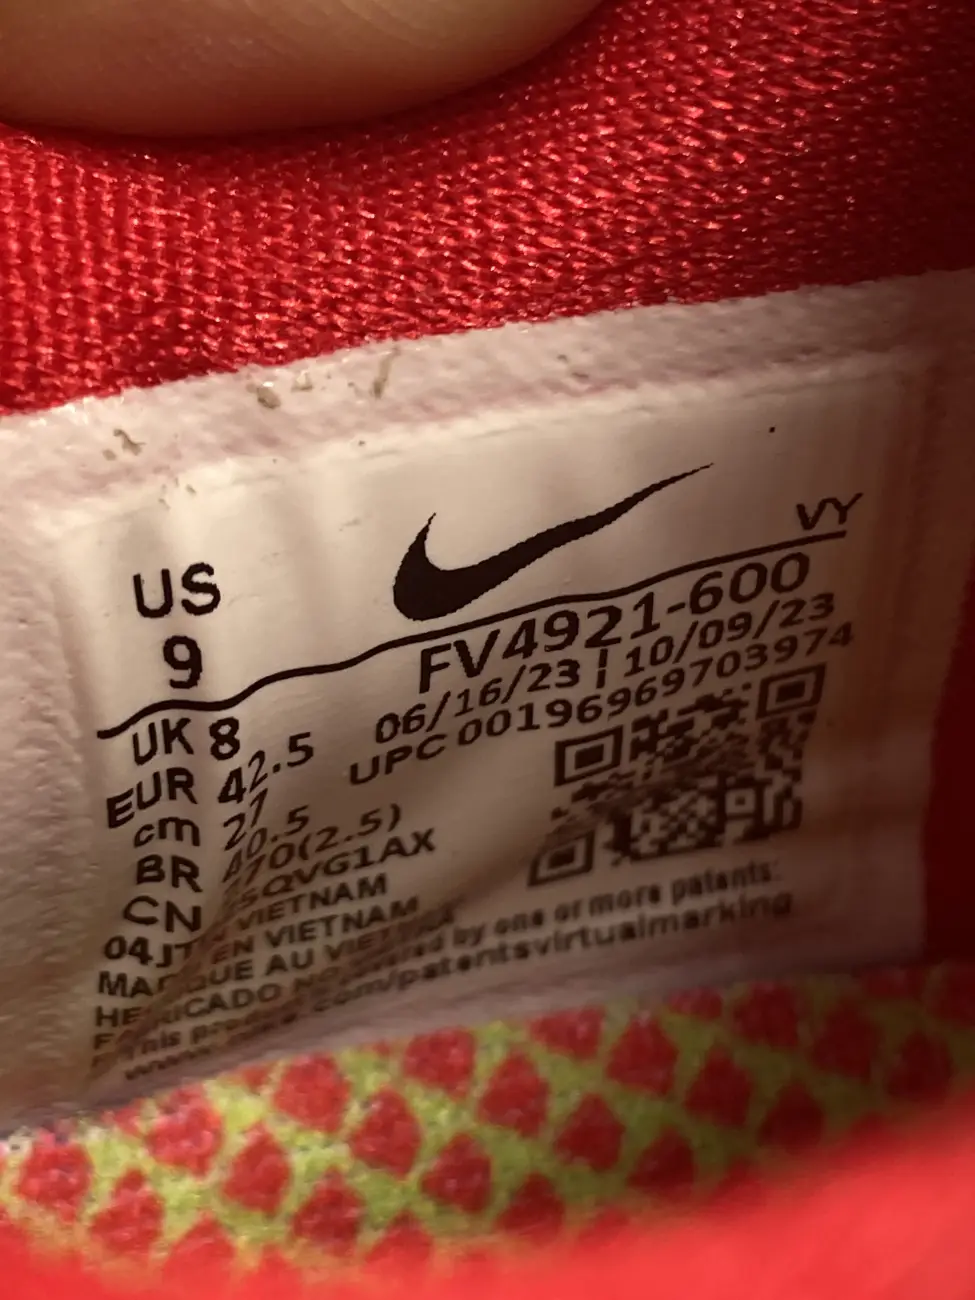 VY
US
9
FV4921-600
06/16/23 | 10/09/23
UPC 00196969703974
UK 8
EUR 42.5
cm 27
BR 40.5
CN 270(2.5)
VIETNAM
EN VIETNAM
AU VIETNAM
by one or more patents:
.com/patentsvirtualmarking